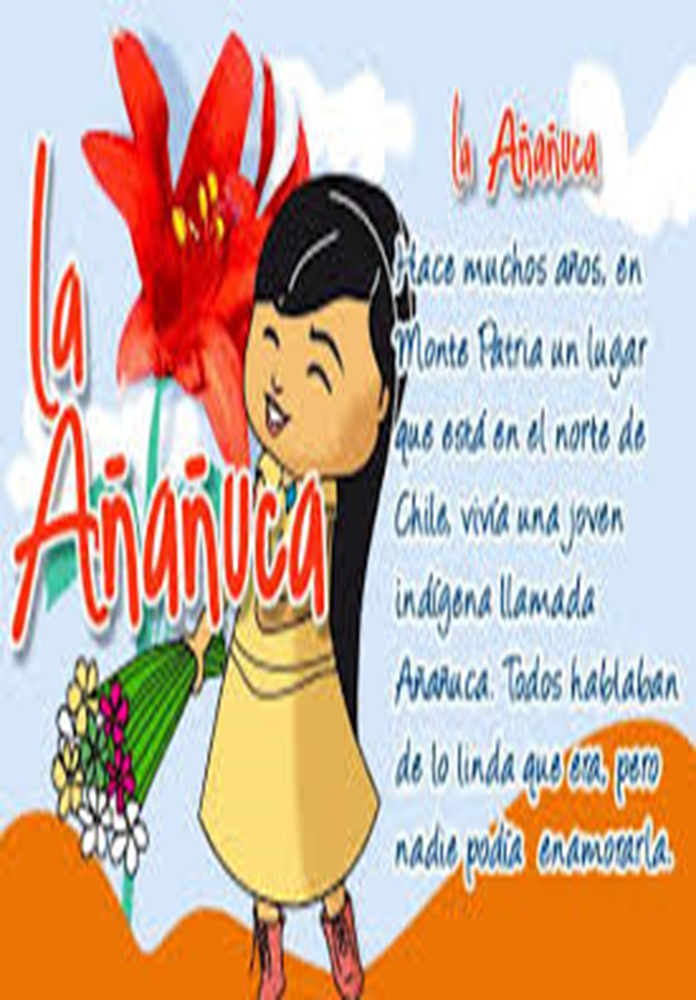 la
Añañuca
la Añañuca
Hace muchos años, en
Monte Patria un lugar
que está en el norte de
Chile, vivía una joven
indígena llamada
Añañuca. Todos hablaban
de lo linda que era, pero
nadie podía enamorarla.